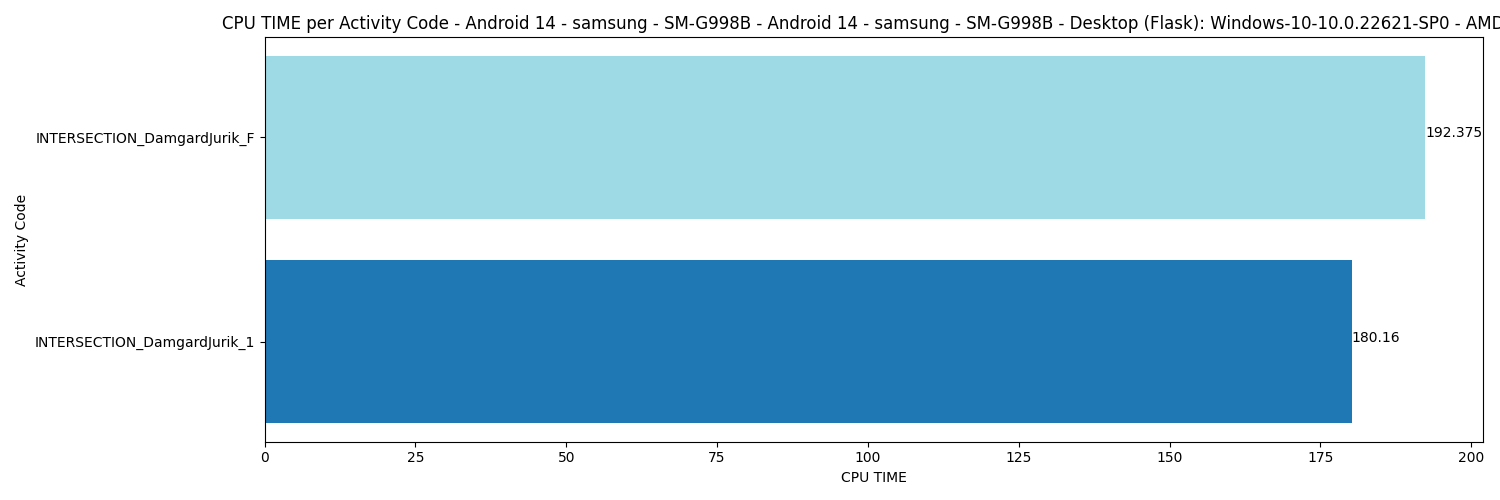 CPU TIME per Activity Code - Android 14 - samsung - SM-G998B - Android 14 - samsung - SM-G998B - Desktop (Flask): Windows-10-10.0.22621-SP0 - AMD
INTERSECTION_DamgardJurik_F
192.375
Activity Code
INTERSECTION_DamgardJurik_1
180.16
0 25 50 75 100 125 150 175 200
CPU TIME